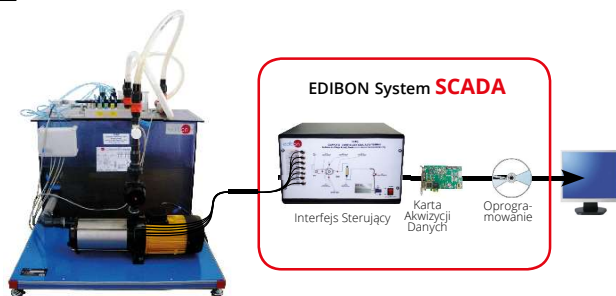 EDIBON System SCADA
Interfejs Sterujący
Karta
Akwizycji
Danych
Oprogra-
mowanie